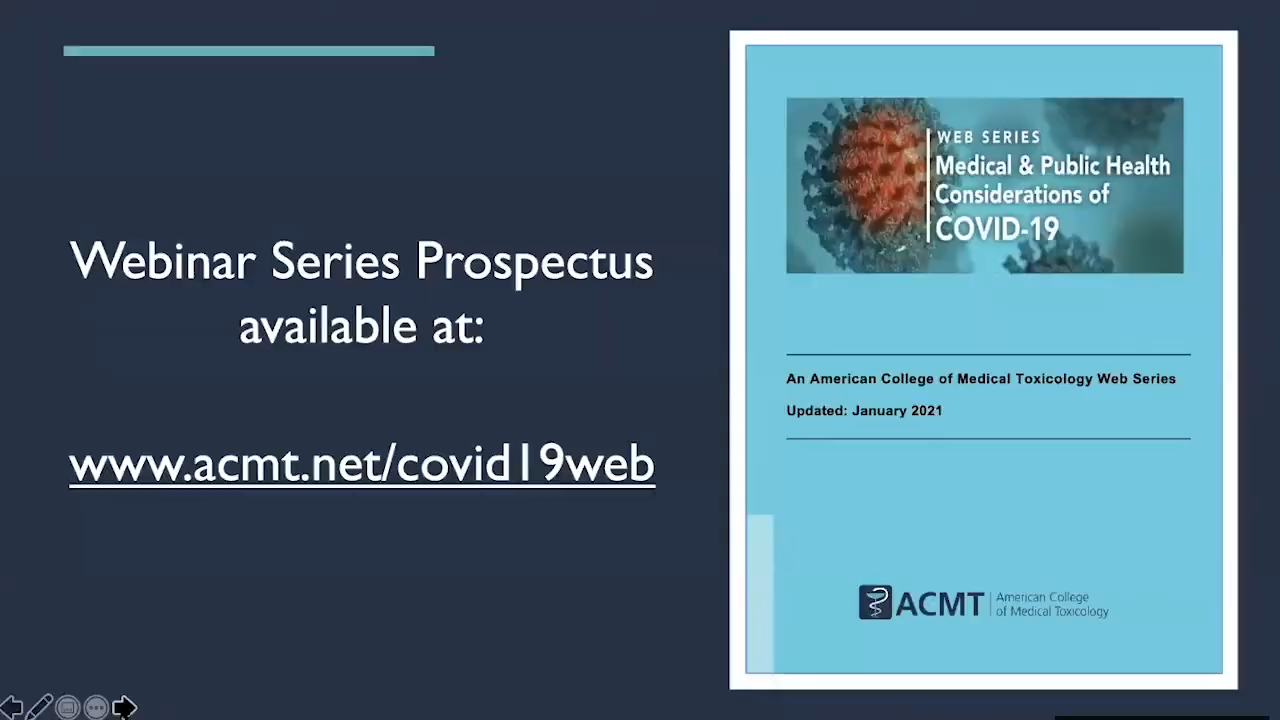 Webinar Series Prospectus
available at:
www.acmt.net/covid19web
WEB SERIES
Medical & Public Health
Considerations of
COVID-19
An American College of Medical Toxicology Web Series
Updated: January 2021
ACMT
American College
of Medical Toxicology